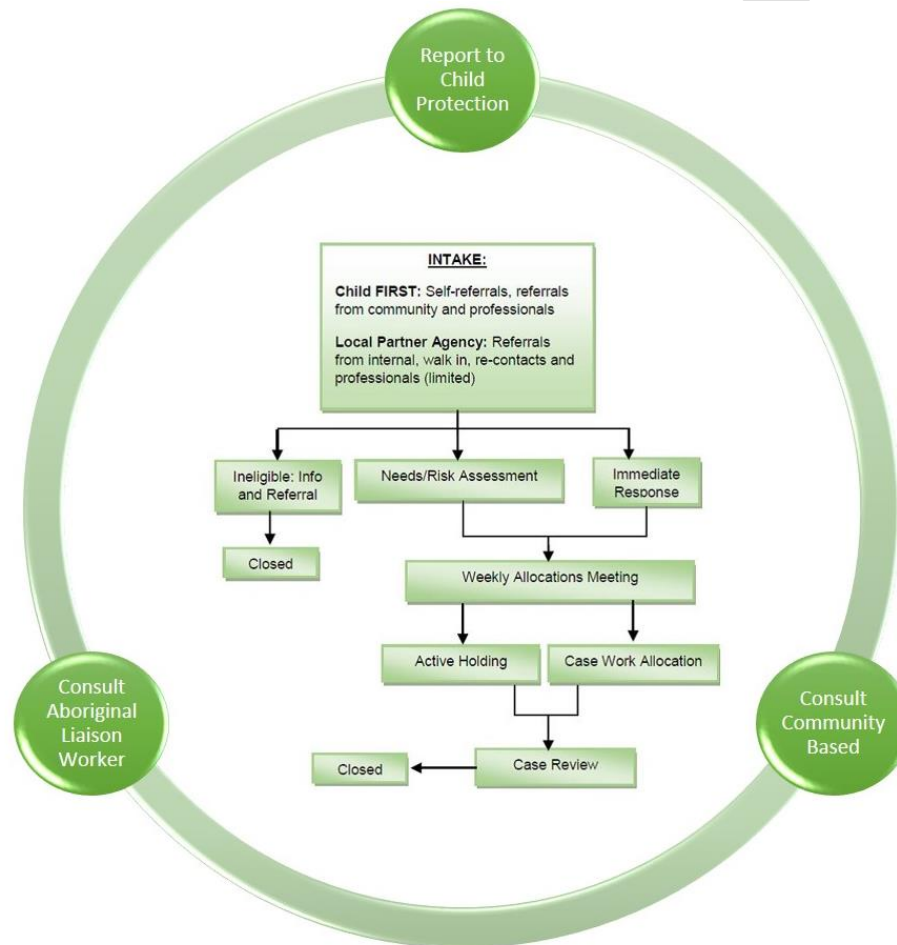 Report to
Child
Protection
INTAKE:
Child FIRST: Self-referrals, referrals
from community and professionals
Local Partner Agency: Referrals
from internal, walk in, re-contacts and
professionals (limited)
Ineligible: Info
and Referral
Needs/Risk Assessment
Immediate
Response
Closed
Weekly Allocations Meeting
Active Holding
Case Work Allocation
Consult
Aboriginal
Liaison
Worker
Consult
Community
Based
Closed
Case Review